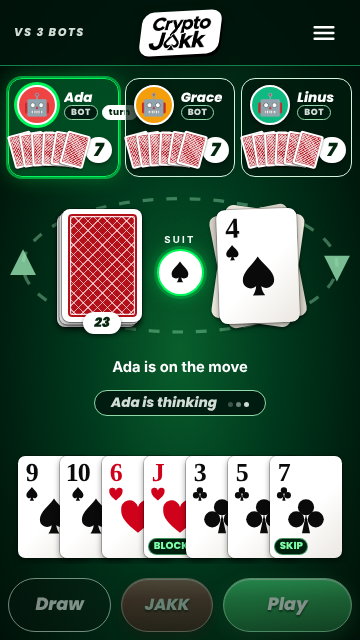 VS 3 BOTS
Crypto
Jakk
Ada
BOT
turn
7
Grace
BOT
7
Linus
BOT
7
SUIT
4
23
Ada is on the move
Ada is thinking
9
10
6
J
BLOCK
3
5
7
SKIP
Draw
JAKK
Play